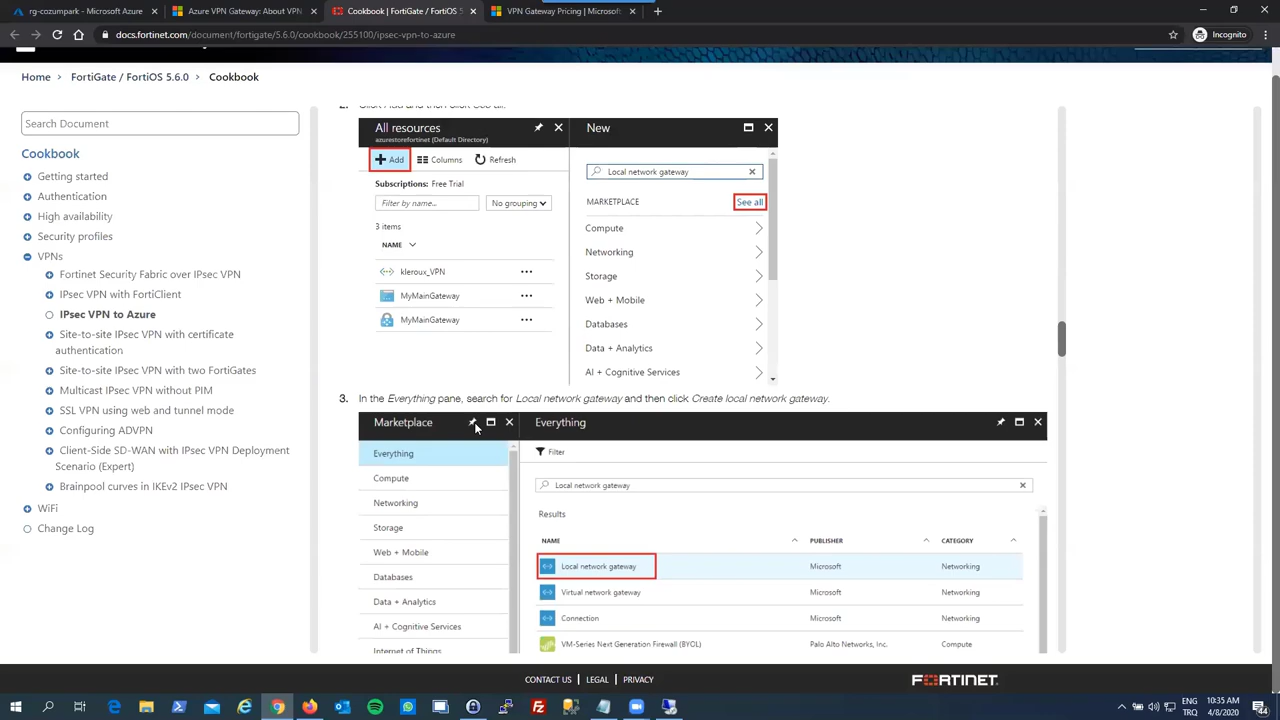 rg-cozumpark - Microsoft Azure
Azure VPN Gateway: About VPN
Cookbook | FortiGate / FortiOS 5.
VPN Gateway Pricing | Microsoft
docs.fortinet.com/document/fortigate/5.6.0/cookbook/255100/ipsec-vpn-to-azure
Incognito
Home > FortiGate / FortiOS 5.6.0 > Cookbook
Search Document
Cookbook
Getting started
Authentication
High availability
Security profiles
VPNs
Fortinet Security Fabric over IPsec VPN
IPsec VPN with FortiClient
IPsec VPN to Azure
Site-to-site IPsec VPN with certificate
authentication
Site-to-site IPsec VPN with two FortiGates
Multicast IPsec VPN without PIM
SSL VPN using web and tunnel mode
Configuring ADVPN
Client-Side SD-WAN with IPsec VPN Deployment
Scenario (Expert)
Brainpool curves in IKEv2 IPsec VPN
WiFi
Change Log
2. Click Add and then click See all.
All resources
azurestorefortinet (Default Directory)
Add
Columns
Refresh
Subscriptions: Free Trial
Filter by name...
No grouping
3 items
NAME
kleroux_VPN
MyMainGateway
MyMainGateway
New
Local network gateway
MARKETPLACE
See all
Compute
Networking
Storage
Web + Mobile
Databases
Data + Analytics
AI + Cognitive Services
3. In the Everything pane, search for Local network gateway and then click Create local network gateway.
Marketplace
Everything
Compute
Networking
Storage
Web + Mobile
Databases
Data + Analytics
AI + Cognitive Services
Internet of Things
Everything
Filter
Local network gateway
Results
NAME PUBLISHER CATEGORY
Local network gateway Microsoft Networking
Virtual network gateway Microsoft Networking
Connection Microsoft Networking
VM-Series Next Generation Firewall (BYOL) Palo Alto Networks, Inc. Compute
CONTACT US | LEGAL | PRIVACY
FORTINET
ENG
TRQ
10:35 AM
4/8/2020
44